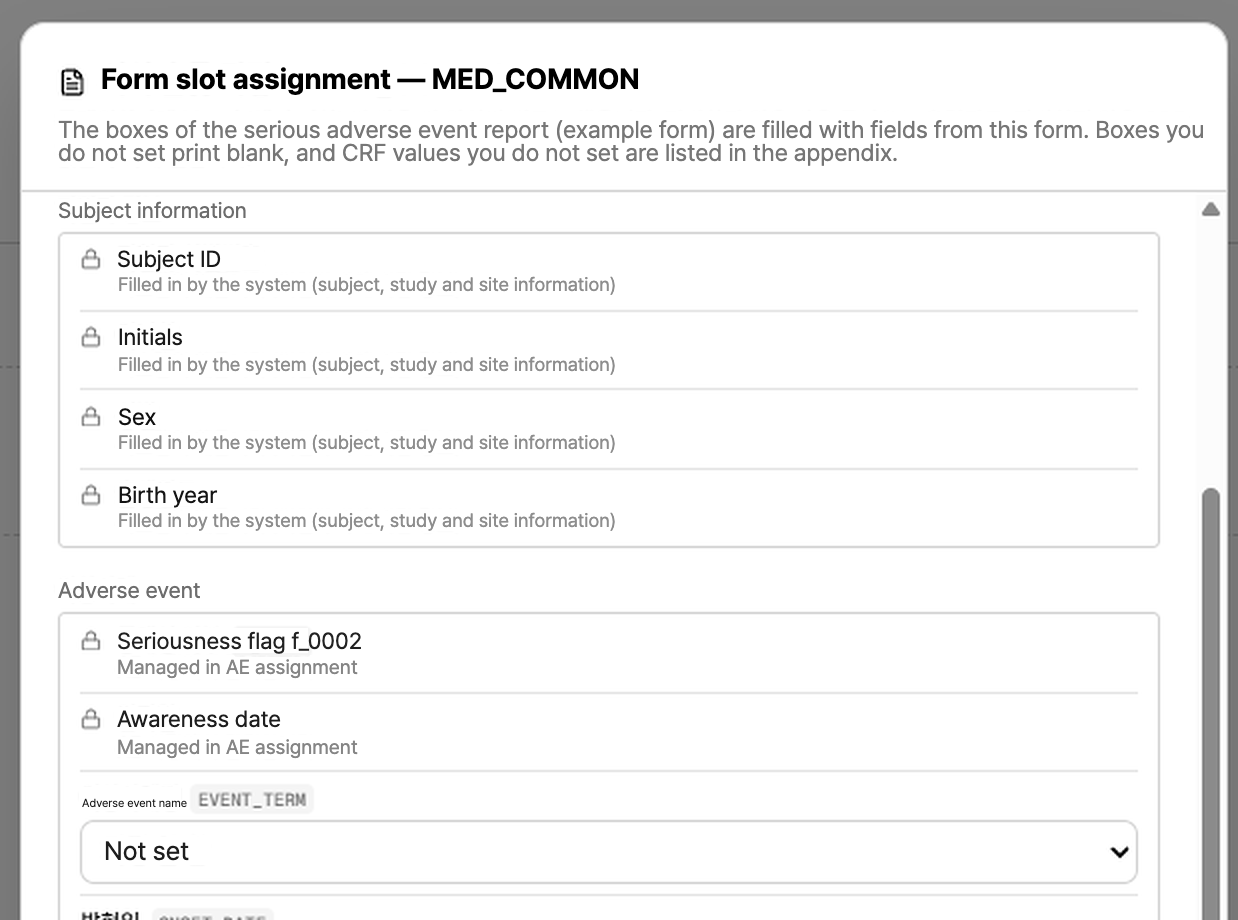 Form slot assignment — MED_COMMON
The boxes of the serious adverse event report (example form) are filled with fields from this form. Boxes you
do not set print blank, and CRF values you do not set are listed in the appendix.
Subject information
Subject ID
Filled in by the system (subject, study and site information)
Initials
Filled in by the system (subject, study and site information)
Sex
Filled in by the system (subject, study and site information)
Birth year
Filled in by the system (subject, study and site information)
Adverse event
Seriousness flag f_0002
Managed in AE assignment
Awareness date
Managed in AE assignment
Adverse event name EVENT_TERM
Not set